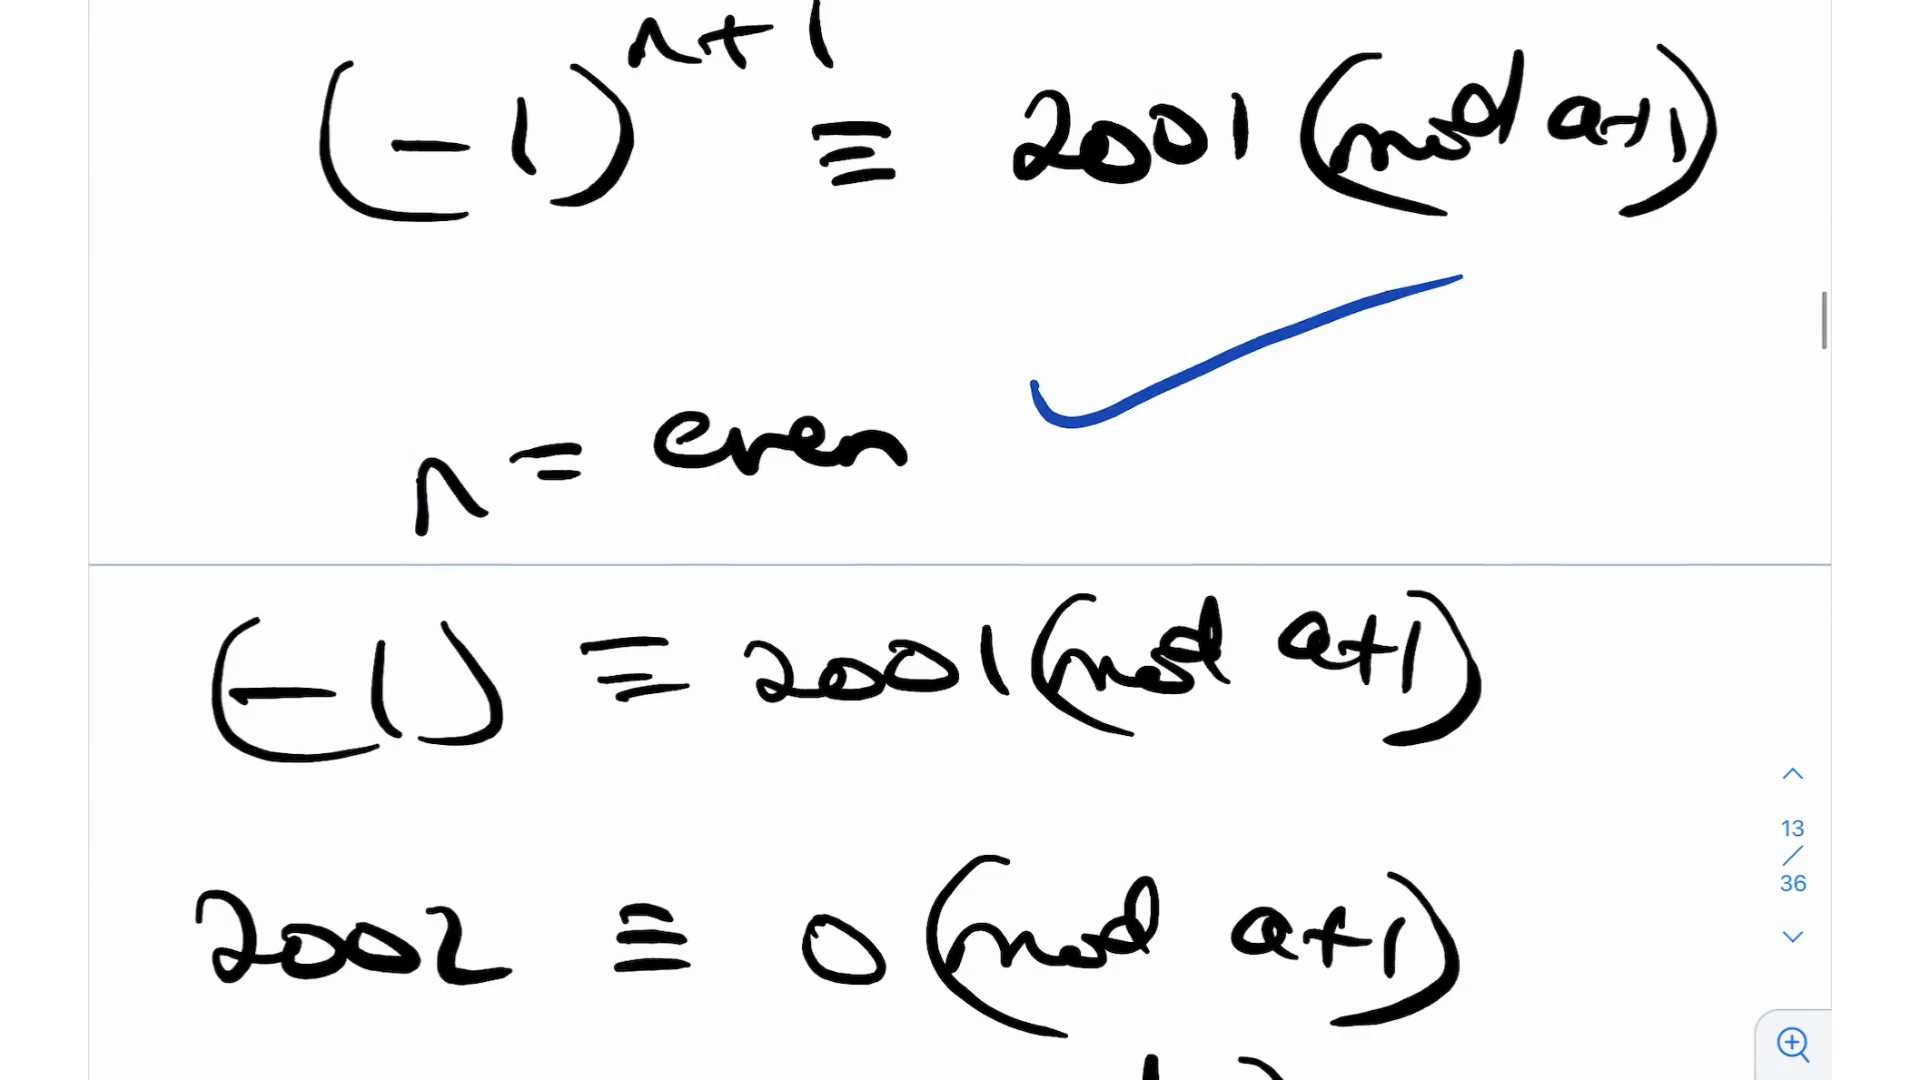 (-1)^{n+1} ≡ 2001 (mod a+1)
n = even
(-1) ≡ 2001 (mod a+1)
2002 ≡ 0 (mod a+1)
13
/
36